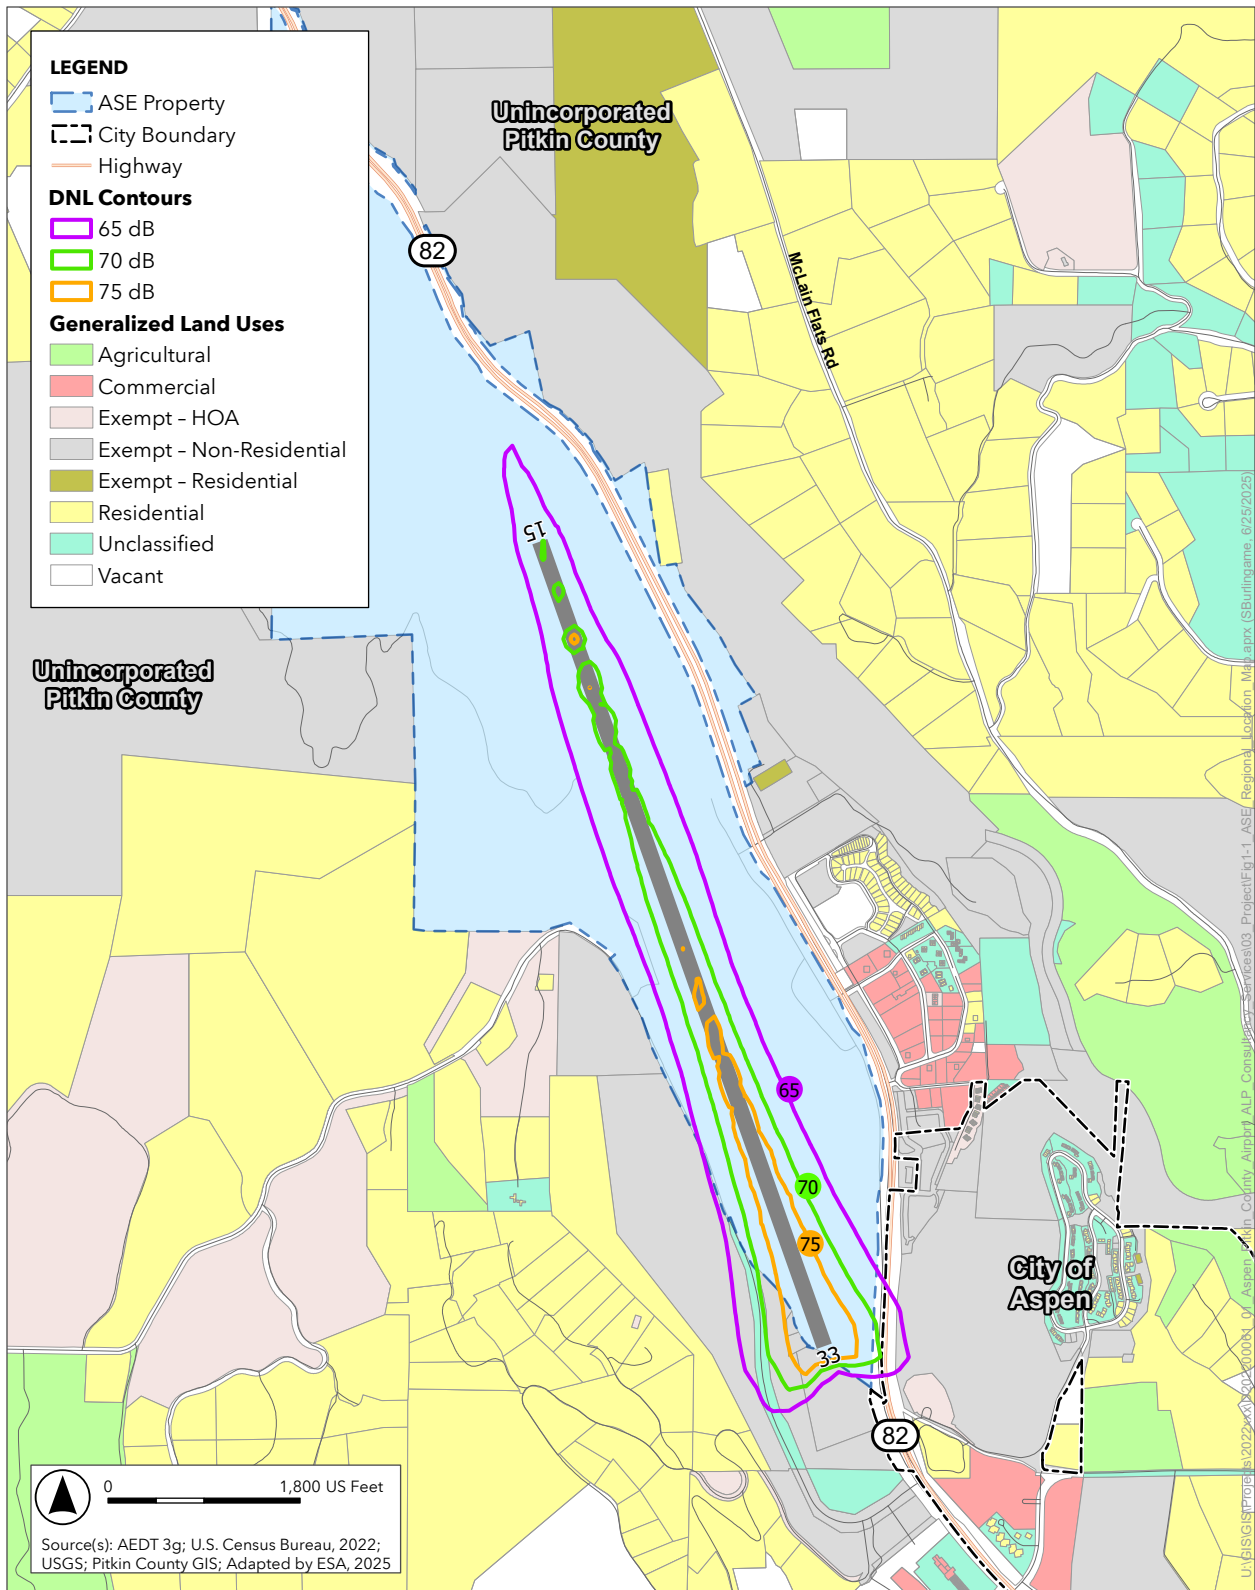 LEGEND
ASE Property
City Boundary
Highway
DNL Contours
65 dB
70 dB
75 dB
Generalized Land Uses
Agricultural
Commercial
Exempt – HOA
Exempt – Non-Residential
Exempt – Residential
Residential
Unclassified
Vacant
Unincorporated
Pitkin County
82
McLain Flats Rd
15
Unincorporated
Pitkin County
65
70
75
33
City of
Aspen
82
0 1,800 US Feet
Source(s): AEDT 3g; U.S. Census Bureau, 2022;
USGS; Pitkin County GIS; Adapted by ESA, 2025